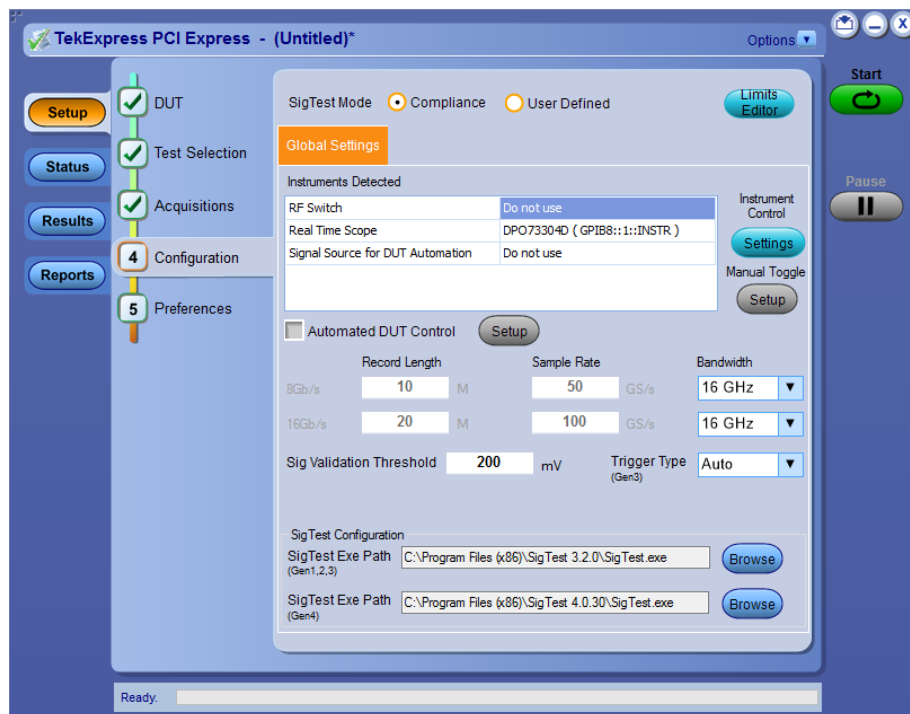 TekExpress PCI Express - (Untitled)*
Options
X
Start
Pause
Setup
Status
Results
Reports
DUT
Test Selection
Acquisitions
4 Configuration
5 Preferences
SigTest Mode Compliance User Defined
Limits
Editor
Global Settings
Instruments Detected
RF Switch Do not use
Real Time Scope DPO73304D ( GPIB8::1::INSTR )
Signal Source for DUT Automation Do not use
Instrument
Control
Settings
Manual Toggle
Setup
Automated DUT Control Setup
Record Length Sample Rate Bandwidth
8Gb/s 10 M 50 GS/s 16 GHz
16Gb/s 20 M 100 GS/s 16 GHz
Sig Validation Threshold 200 mV Trigger Type Auto
(Gen3)
SigTest Configuration
SigTest Exe Path C:\Program Files (x86)\SigTest 3.2.0\SigTest.exe Browse
(Gen1,2,3)
SigTest Exe Path C:\Program Files (x86)\SigTest 4.0.30\SigTest.exe Browse
(Gen4)
Ready.